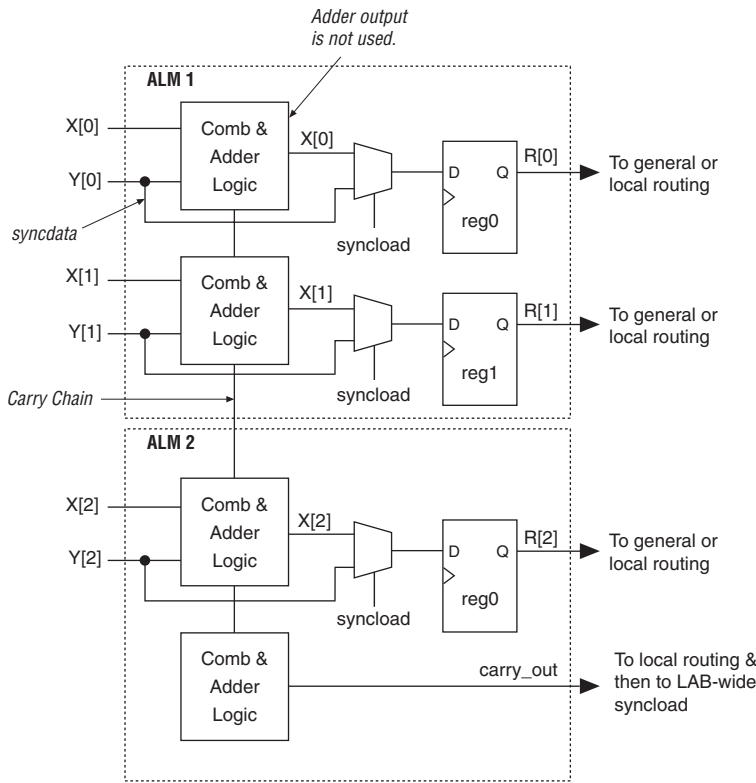 Adder output
is not used.
ALM 1
X[0]
Comb &
Adder
Logic
X[0]
R[0]
D
Q
To general or
local routing
Y[0]
reg0
syncdata
syncload
X[1]
Comb &
Adder
Logic
X[1]
R[1]
D
Q
To general or
local routing
Y[1]
reg1
syncload
Carry Chain
ALM 2
X[2]
Comb &
Adder
Logic
X[2]
R[2]
D
Q
To general or
local routing
Y[2]
reg0
syncload
Comb &
Adder
Logic
carry_out
To local routing &
then to LAB-wide
syncload